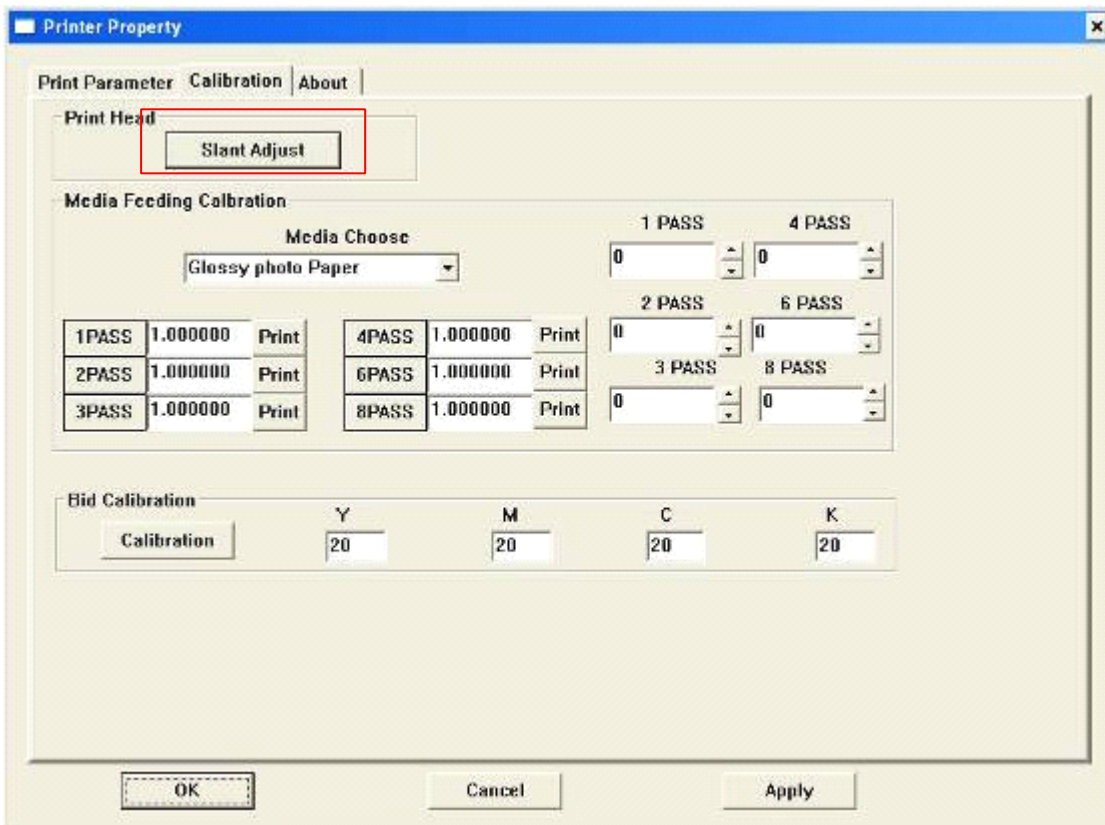 Printer Property
Print Parameter Calibration About
Print Head
Slant Adjust
Media Feeding Calbration
Media Choose
Glossy photo Paper
1 PASS 4 PASS
0 0
2 PASS 6 PASS
0 0
3 PASS 8 PASS
0 0
1PASS 1.000000 Print 4PASS 1.000000 Print
2PASS 1.000000 Print 6PASS 1.000000 Print
3PASS 1.000000 Print 8PASS 1.000000 Print
Bid Calibration
Y M C K
Calibration 20 20 20 20
OK Cancel Apply